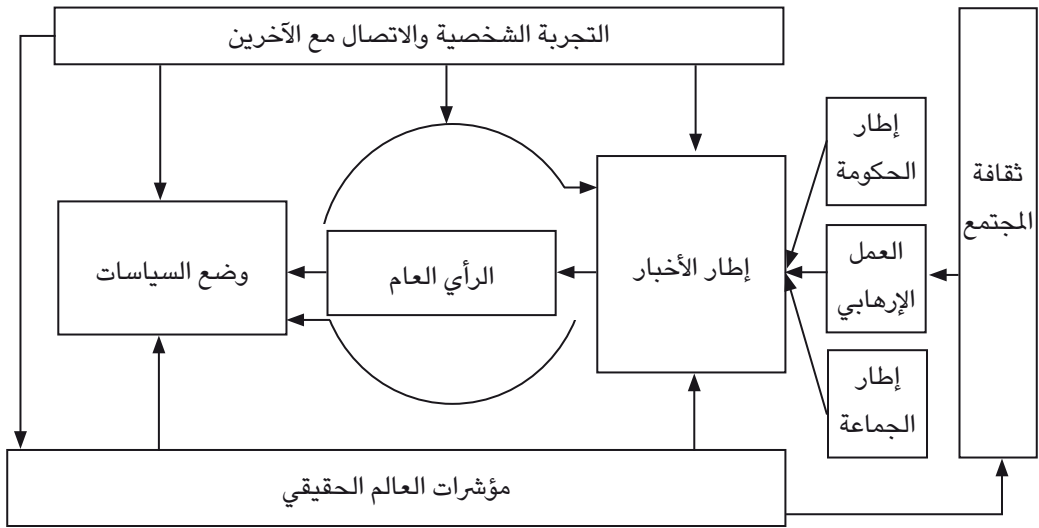 التجربة الشخصية والاتصال مع الآخرين
ثقافة
المجتمع
إطار
الحكومة
العمل
الإرهابي
إطار
الجماعة
إطار الأخبار
الرأي العام
وضع السياسات
مؤشرات العالم الحقيقي